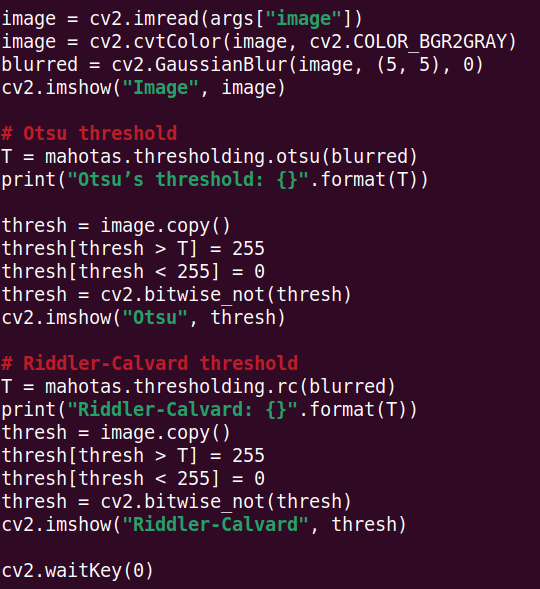 image = cv2.imread(args["image"])
image = cv2.cvtColor(image, cv2.COLOR_BGR2GRAY)
blurred = cv2.GaussianBlur(image, (5, 5), 0)
cv2.imshow("Image", image)

# Otsu threshold
T = mahotas.thresholding.otsu(blurred)
print("Otsu’s threshold: {}".format(T))

thresh = image.copy()
thresh[thresh > T] = 255
thresh[thresh < 255] = 0
thresh = cv2.bitwise_not(thresh)
cv2.imshow("Otsu", thresh)

# Riddler-Calvard threshold
T = mahotas.thresholding.rc(blurred)
print("Riddler-Calvard: {}".format(T))
thresh = image.copy()
thresh[thresh > T] = 255
thresh[thresh < 255] = 0
thresh = cv2.bitwise_not(thresh)
cv2.imshow("Riddler-Calvard", thresh)

cv2.waitKey(0)